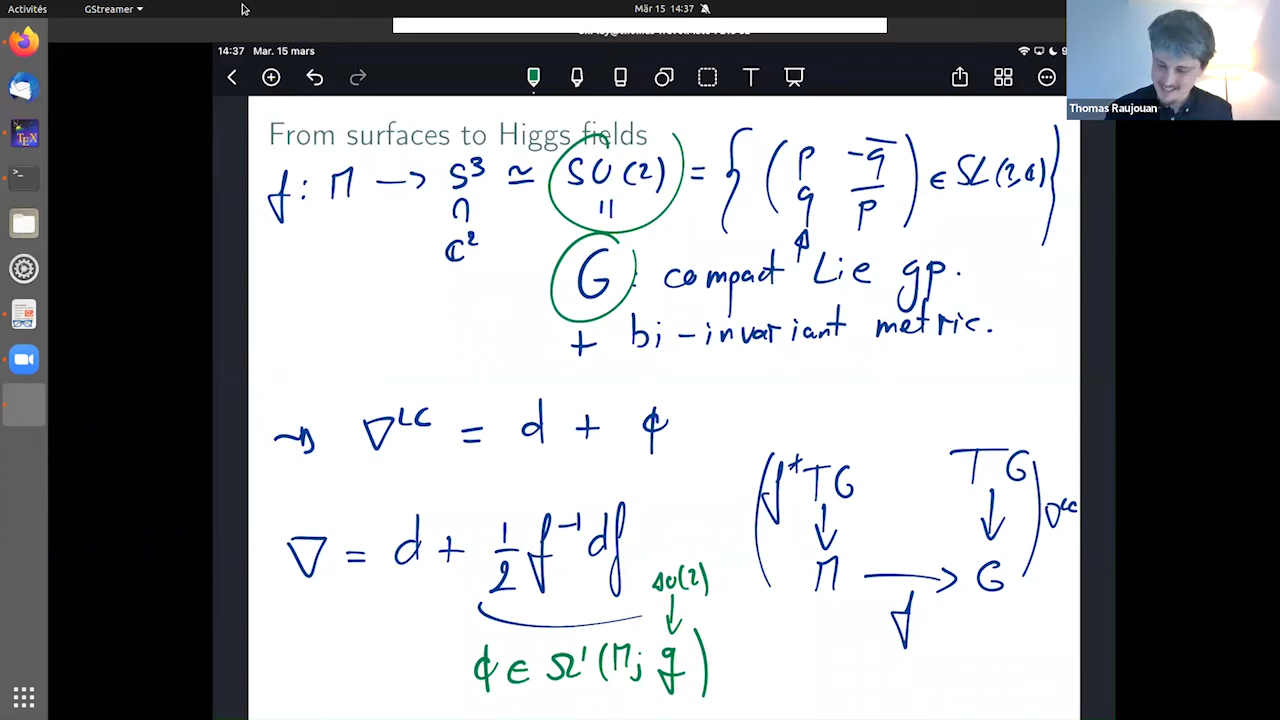 Activités GStreamer Mär 15 14:37
14:37 Mar. 15 mars
Thomas Raujouan
From surfaces to Higgs fields
f : M → S³ ≃ SU(2) = { ( p -q̄ q p̄ ) ∈ SL(2,ℂ) }
∩ =
ℂ² G : compact Lie gp.
+ bi-invariant metric.
⇝ ∇^LC = d + ϕ
( f*TG TG ) ∇^LC
↓ ↓
M → G
f
∇ = d + 1/2 f⁻¹df
su(2)
↓
ϕ ∈ Ω¹(M; g)